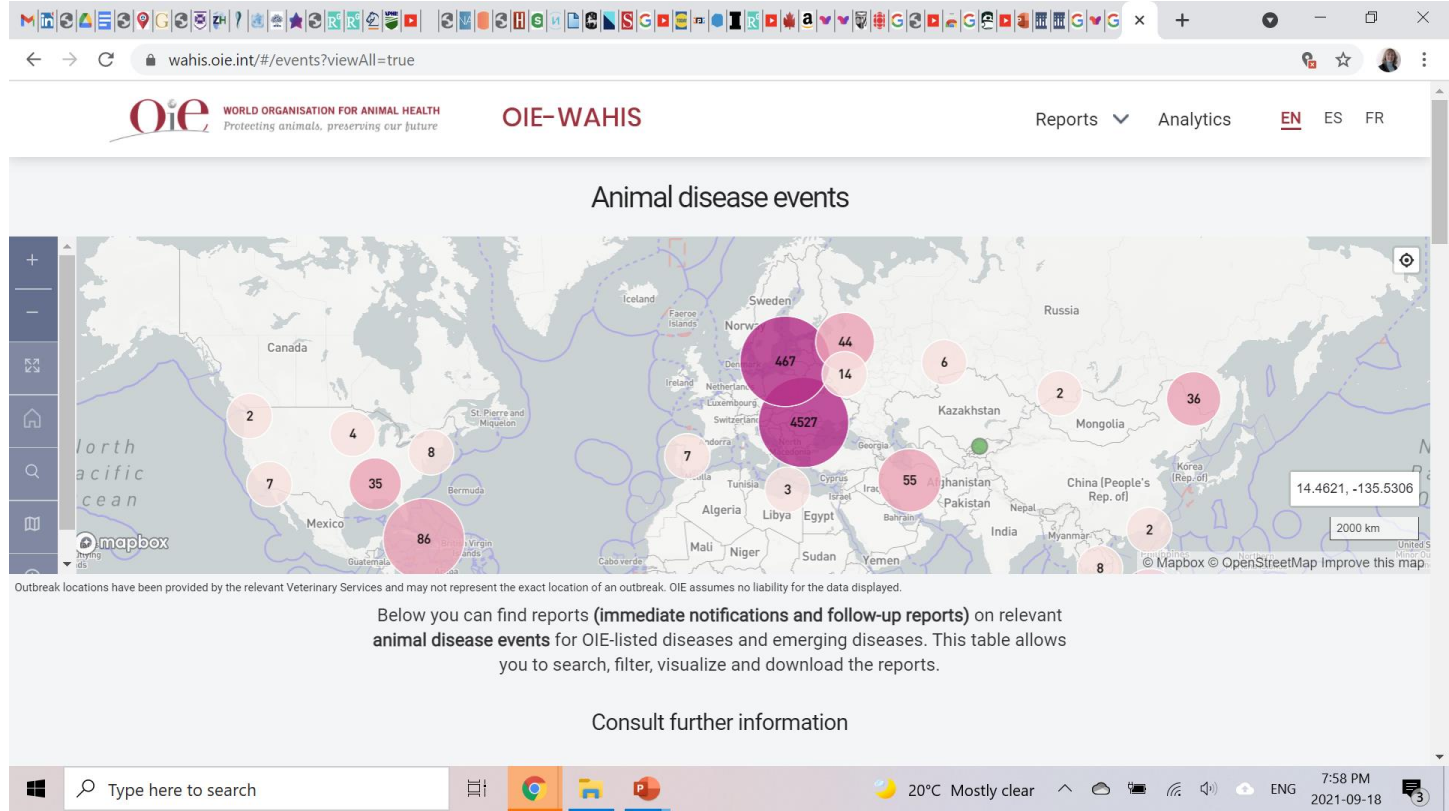 wahis.oie.int/#/events?viewAll=true
Oie
WORLD ORGANISATION FOR ANIMAL HEALTH
Protecting animals, preserving our future
OIE-WAHIS
Reports
Analytics
EN ES FR
Animal disease events
Iceland
Sweden
Faeroe
Islands
Russia
Canada
467
44
14
6
Ireland
Luxembourg
2
St. Pierre and
Miquelon
4527
Kazakhstan
2
Mongolia
36
4
8
7
Georgia
7
35
Bermuda
Tunisia
3
Cyprus
Israel
55
China (People's
Rep. of)
Korea
(Rep. of)
14.4621, -135.5306
Mexico
Algeria
Libya
Egypt
Bahrain
Pakistan
Nepal
2000 km
mapbox
86
Mali
Niger
India
Myanmar
2
Guatemala
Cabo verde
Sudan
Yemen
8
© Mapbox © OpenStreetMap Improve this map
Outbreak locations have been provided by the relevant Veterinary Services and may not represent the exact location of an outbreak. OIE assumes no liability for the data displayed.
Below you can find reports (immediate notifications and follow-up reports) on relevant
animal disease events for OIE-listed diseases and emerging diseases. This table allows
you to search, filter, visualize and download the reports.
Consult further information
Type here to search
20°C Mostly clear
ENG
7:58 PM
2021-09-18
3